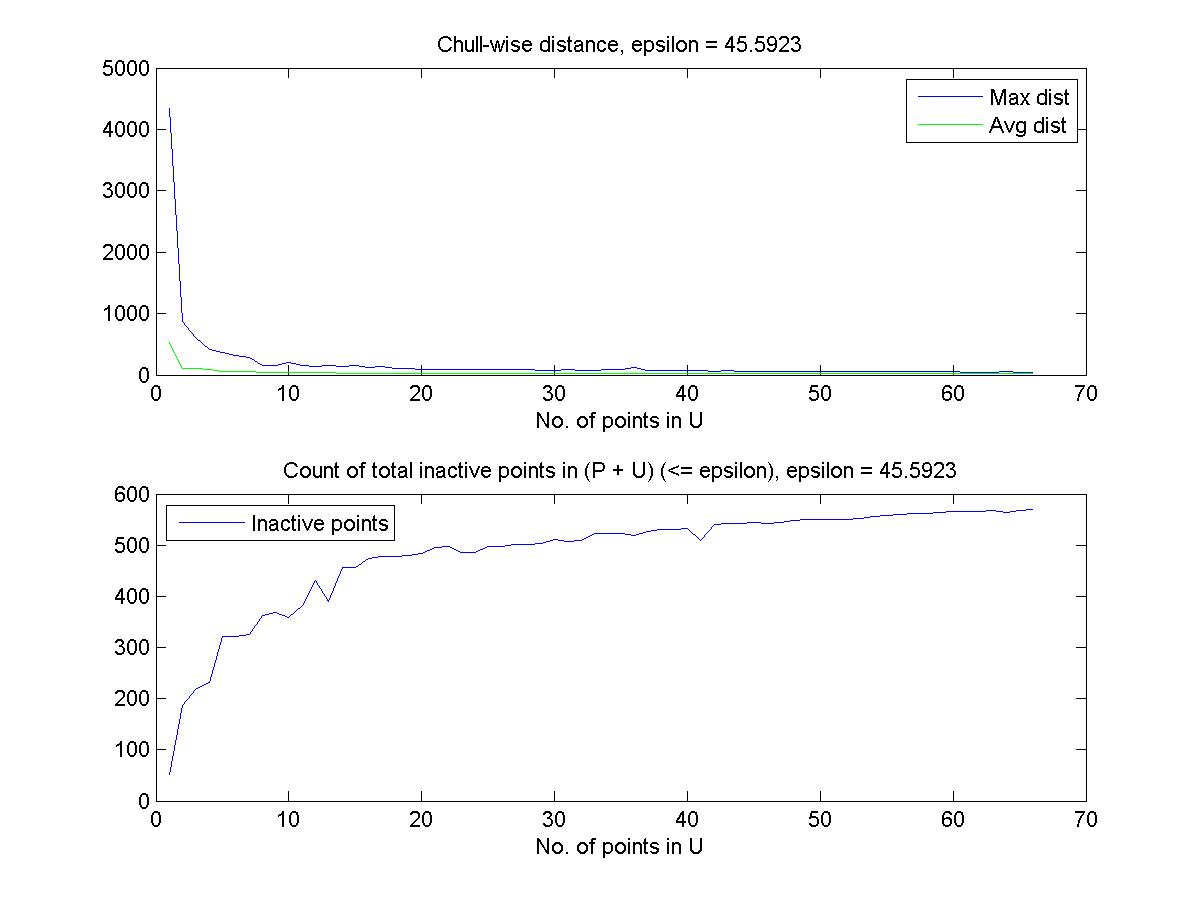 Chull-wise distance, epsilon = 45.5923
5000
4000
3000
2000
1000
0
Max dist
Avg dist
0 10 20 30 40 50 60 70
No. of points in U
Count of total inactive points in (P + U) (<= epsilon), epsilon = 45.5923
600
500
400
300
200
100
0
Inactive points
0 10 20 30 40 50 60 70
No. of points in U